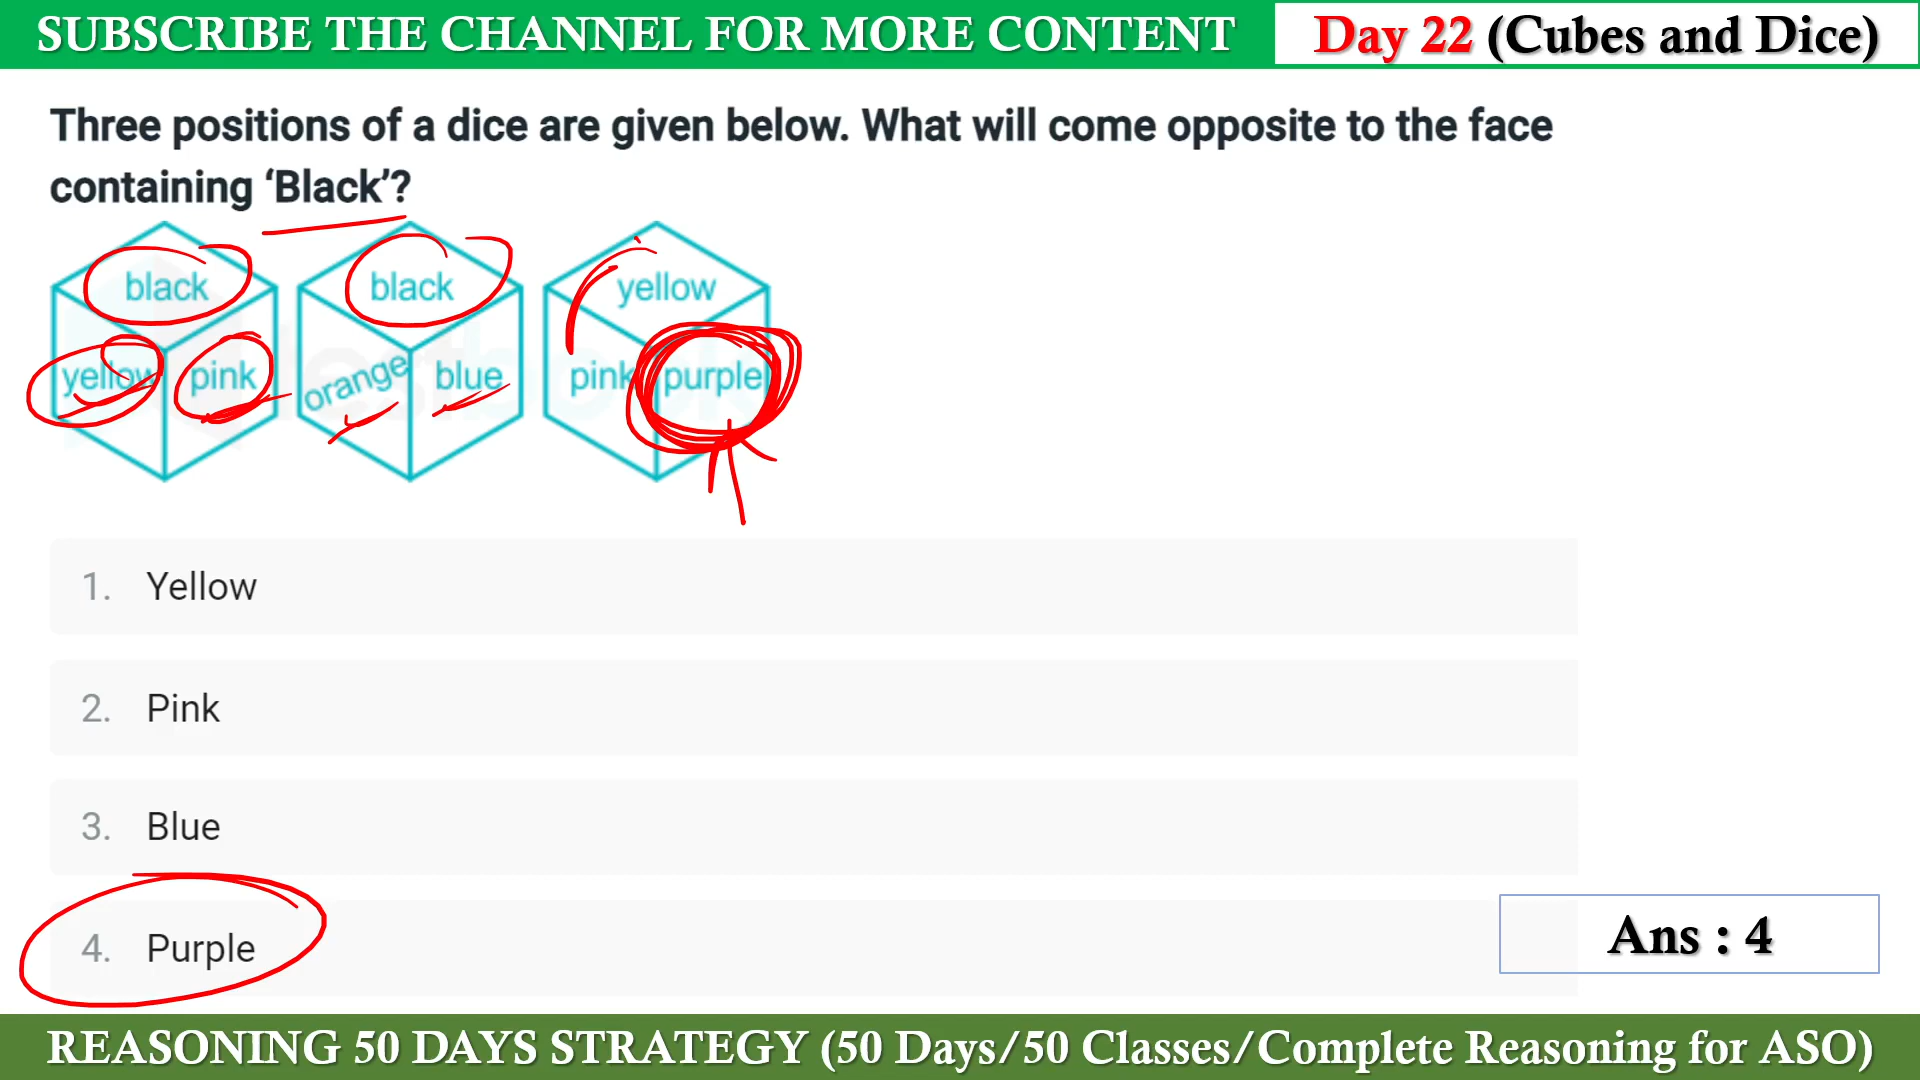 SUBSCRIBE THE CHANNEL FOR MORE CONTENT
Day 22 (Cubes and Dice)
Three positions of a dice are given below. What will come opposite to the face
containing ‘Black’?
black
yellow pink
black
orange blue
yellow
pink purple
1. Yellow
2. Pink
3. Blue
4. Purple
Ans : 4
REASONING 50 DAYS STRATEGY (50 Days/50 Classes/Complete Reasoning for ASO)